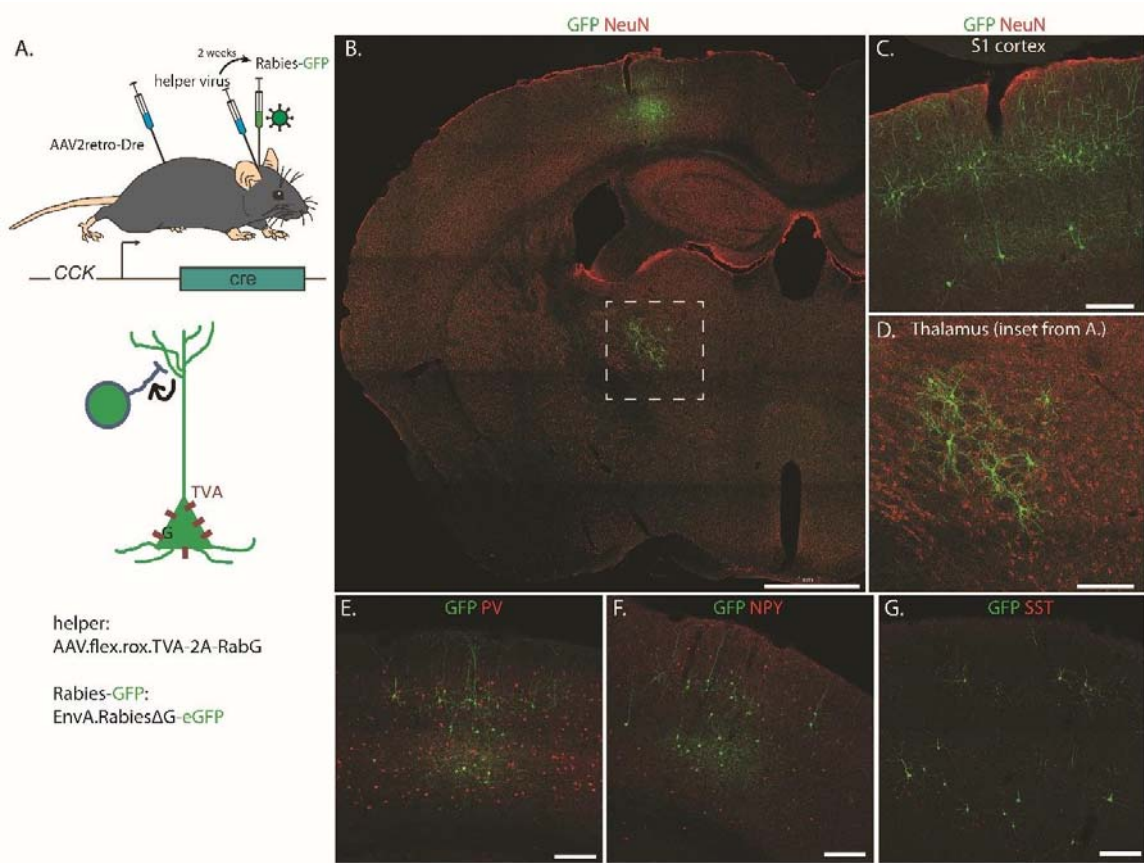 A.
2 weeks
helper virus
Rabies-GFP
AAV2retro-Dre
CCK
cre
TVA
G
helper:
AAV.flex.rox.TVA-2A-RabG
Rabies-GFP:
EnvA.RabiesΔG-eGFP
GFP NeuN
B.
GFP NeuN
C.
S1 cortex
D.
Thalamus (inset from A.)
E.
GFP PV
F.
GFP NPY
G.
GFP SST